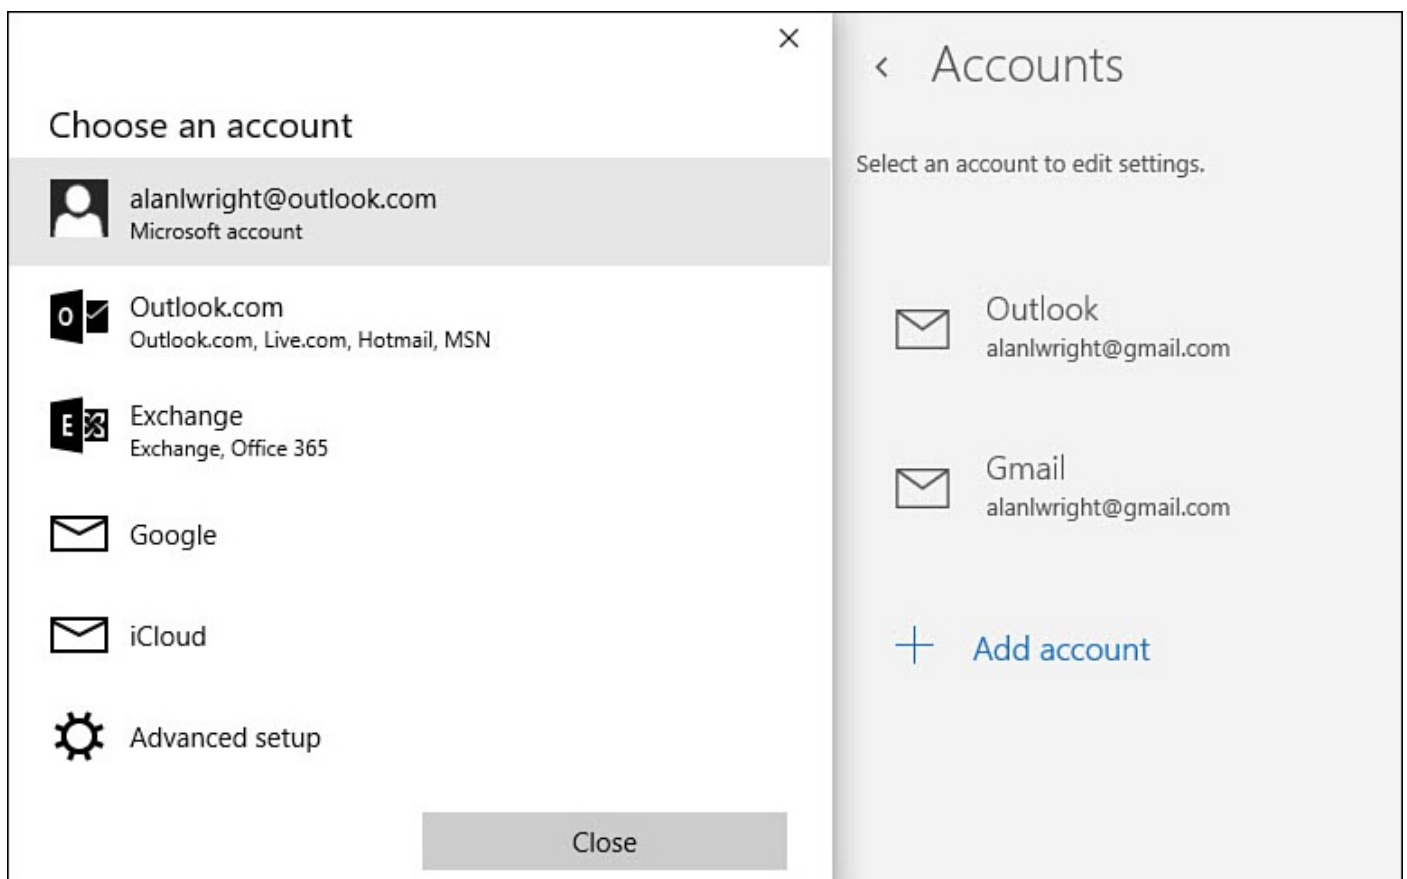 Choose an account
alanlwright@outlook.com
Microsoft account
O
Outlook.com
Outlook.com, Live.com, Hotmail, MSN
E
Exchange
Exchange, Office 365
Google
iCloud
Advanced setup
Close
Accounts
Select an account to edit settings.
Outlook
alanlwright@gmail.com
Gmail
alanlwright@gmail.com
Add account